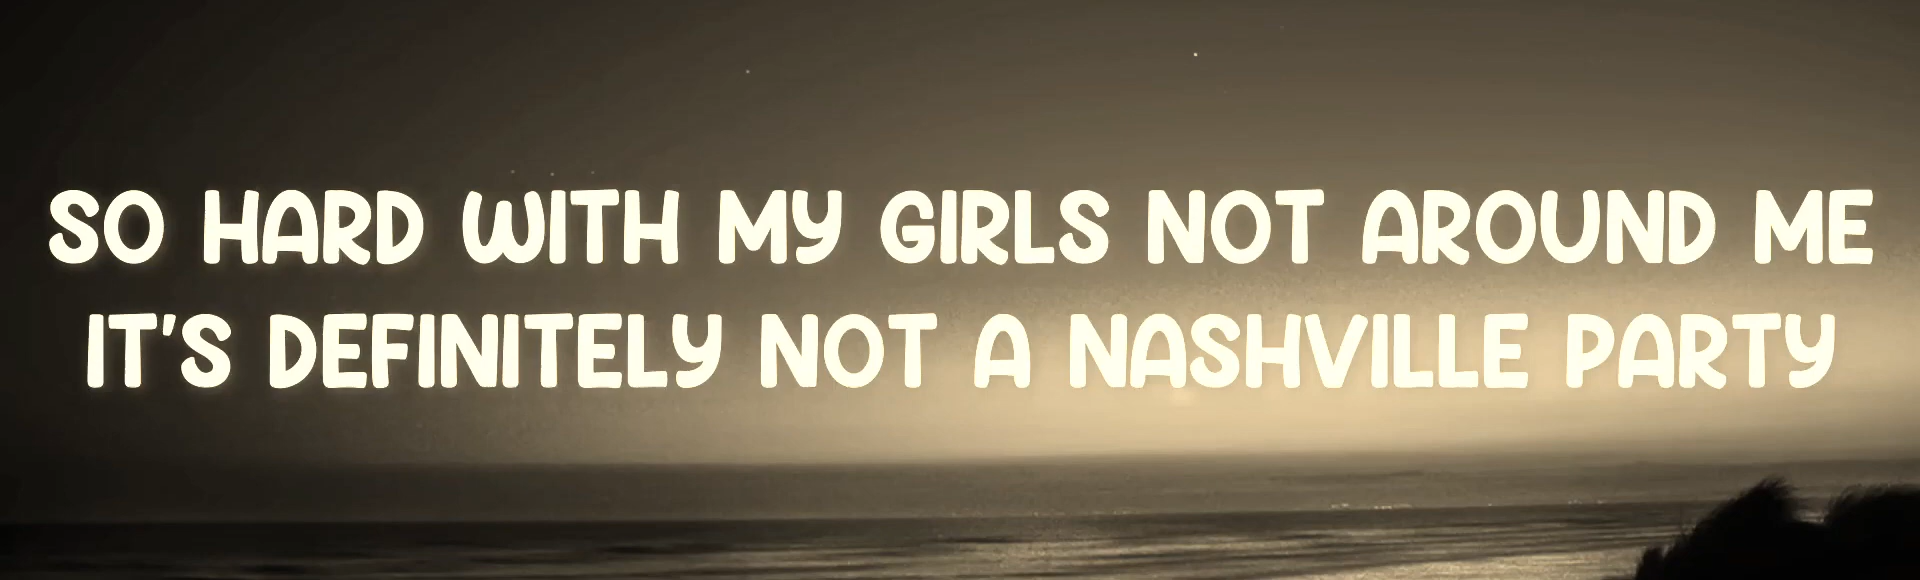 SO HARD WITH MY GIRLS NOT AROUND ME
IT'S DEFINITELY NOT A NASHVILLE PARTY